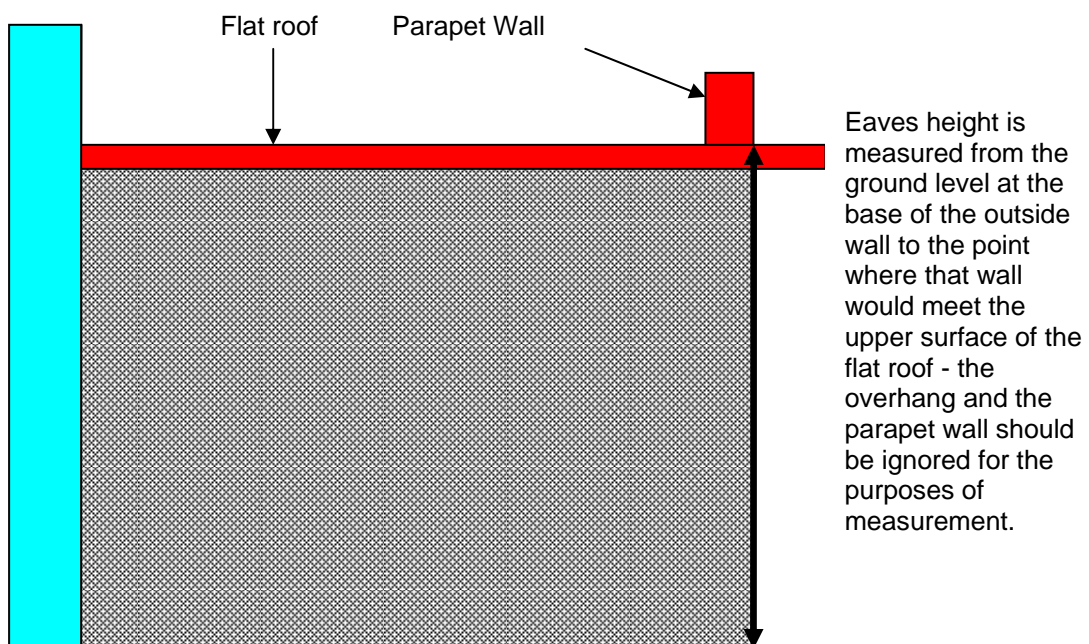 Flat roof
Parapet Wall
Eaves height is
measured from the
ground level at the
base of the outside
wall to the point
where that wall
would meet the
upper surface of the
flat roof - the
overhang and the
parapet wall should
be ignored for the
purposes of
measurement.